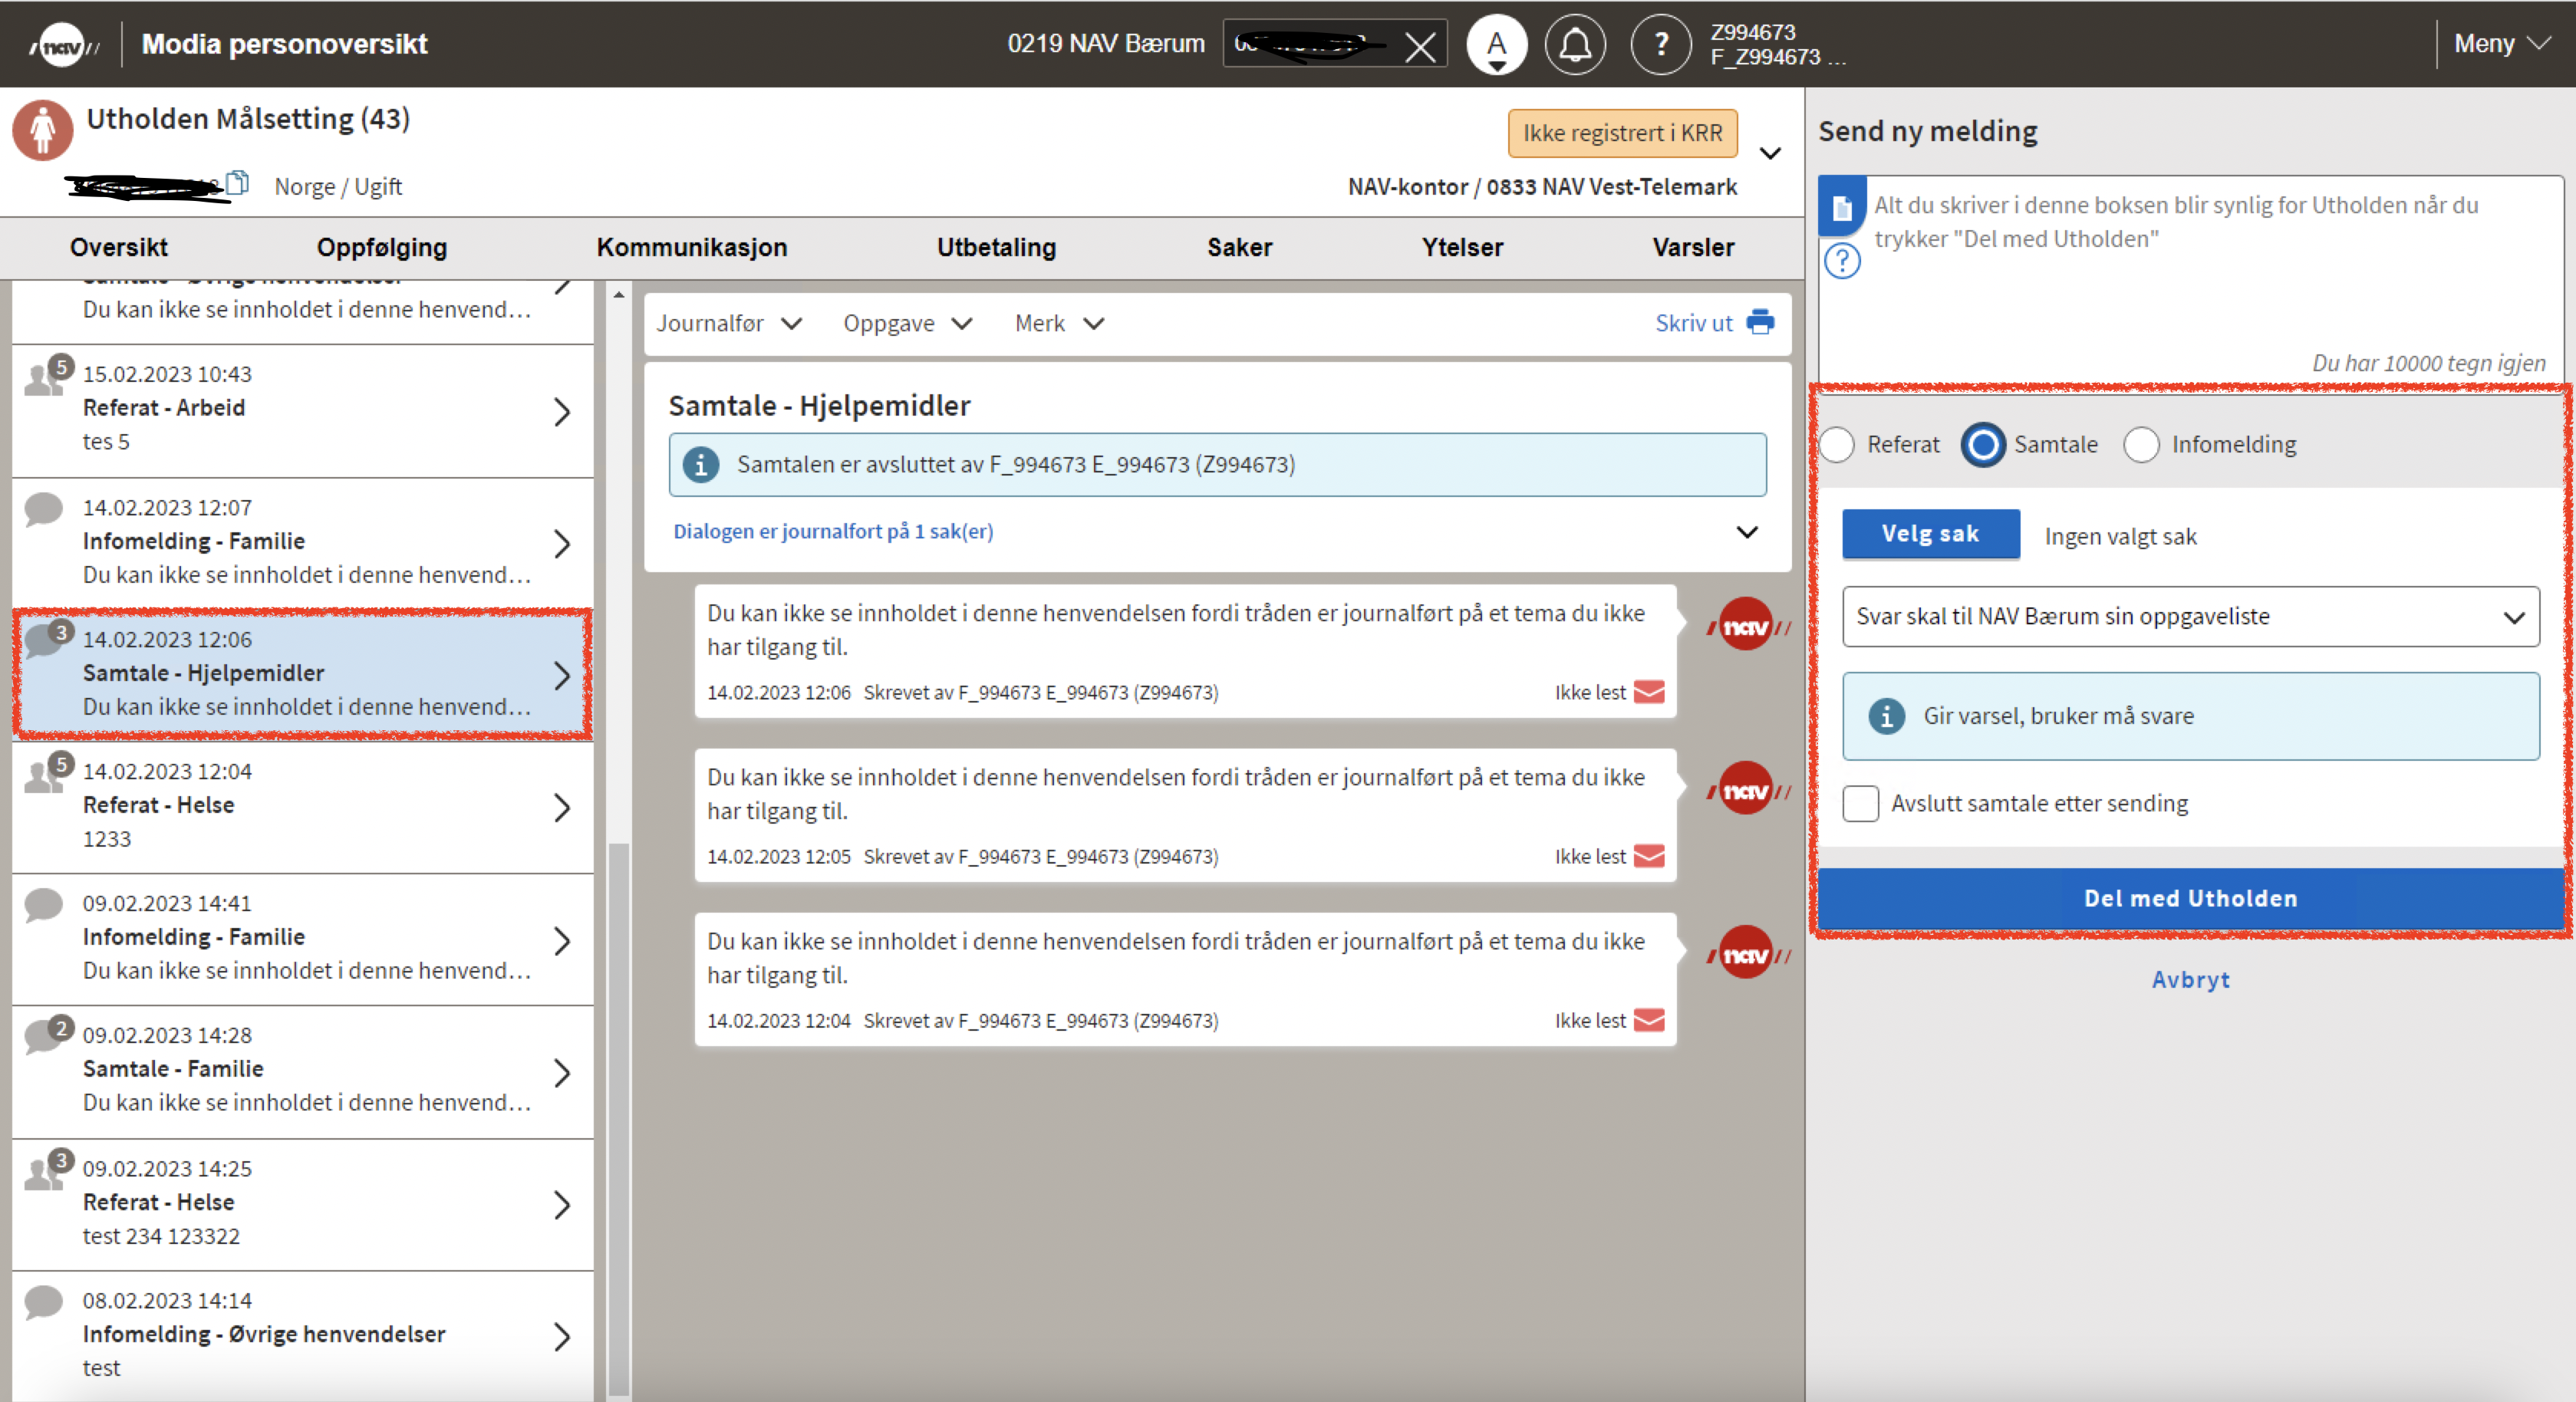 nav
Modia personoversikt
0219 NAV Bærum
A
?
Z994673
F_Z994673 ...
Meny
Utholden Målsetting (43)
Ikke registrert i KRR
Norge / Ugift
NAV-kontor / 0833 NAV Vest-Telemark
Oversikt
Oppfølging
Kommunikasjon
Utbetaling
Saker
Ytelser
Varsler
Samtale - Øvrige henvendelser
Du kan ikke se innholdet i denne henvend...
5
15.02.2023 10:43
Referat - Arbeid
tes 5
14.02.2023 12:07
Infomelding - Familie
Du kan ikke se innholdet i denne henvend...
3
14.02.2023 12:06
Samtale - Hjelpemidler
Du kan ikke se innholdet i denne henvend...
5
14.02.2023 12:04
Referat - Helse
1233
09.02.2023 14:41
Infomelding - Familie
Du kan ikke se innholdet i denne henvend...
2
09.02.2023 14:28
Samtale - Familie
Du kan ikke se innholdet i denne henvend...
3
09.02.2023 14:25
Referat - Helse
test 234 123322
08.02.2023 14:14
Infomelding - Øvrige henvendelser
test
Journalfør
Oppgave
Merk
Skriv ut
Samtale - Hjelpemidler
Samtalen er avsluttet av F_994673 E_994673 (Z994673)
Dialogen er journalfort på 1 sak(er)
Du kan ikke se innholdet i denne henvendelsen fordi tråden er journalført på et tema du ikke
har tilgang til.
14.02.2023 12:06 Skrevet av F_994673 E_994673 (Z994673)
Ikke lest
nav
Du kan ikke se innholdet i denne henvendelsen fordi tråden er journalført på et tema du ikke
har tilgang til.
14.02.2023 12:05 Skrevet av F_994673 E_994673 (Z994673)
Ikke lest
nav
Du kan ikke se innholdet i denne henvendelsen fordi tråden er journalført på et tema du ikke
har tilgang til.
14.02.2023 12:04 Skrevet av F_994673 E_994673 (Z994673)
Ikke lest
nav
Send ny melding
Alt du skriver i denne boksen blir synlig for Utholden når du
trykker "Del med Utholden"
?
Du har 10000 tegn igjen
Referat
Samtale
Infomelding
Velg sak
Ingen valgt sak
Svar skal til NAV Bærum sin oppgaveliste
Gir varsel, bruker må svare
Avslutt samtale etter sending
Del med Utholden
Avbryt